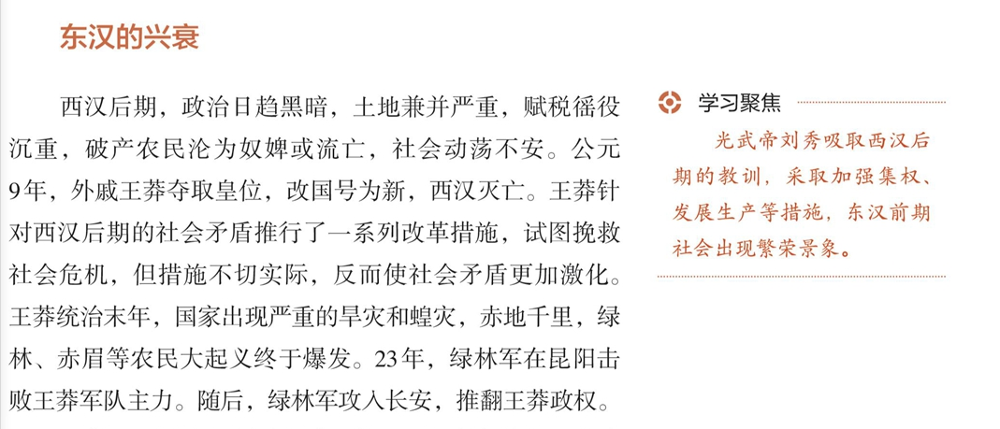 东汉的兴衰
西汉后期，政治日趋黑暗，土地兼并严重，赋税徭役
沉重，破产农民沦为奴婢或流亡，社会动荡不安。公元
9年，外戚王莽夺取皇位，改国号为新，西汉灭亡。王莽针
对西汉后期的社会矛盾推行了一系列改革措施，试图挽救
社会危机，但措施不切实际，反而使社会矛盾更加激化。
王莽统治末年，国家出现严重的旱灾和蝗灾，赤地千里，绿
林、赤眉等农民大起义终于爆发。23年，绿林军在昆阳击
败王莽军队主力。随后，绿林军攻入长安，推翻王莽政权。
学习聚焦
光武帝刘秀吸取西汉后
期的教训，采取加强集权、
发展生产等措施，东汉前期
社会出现繁荣景象。